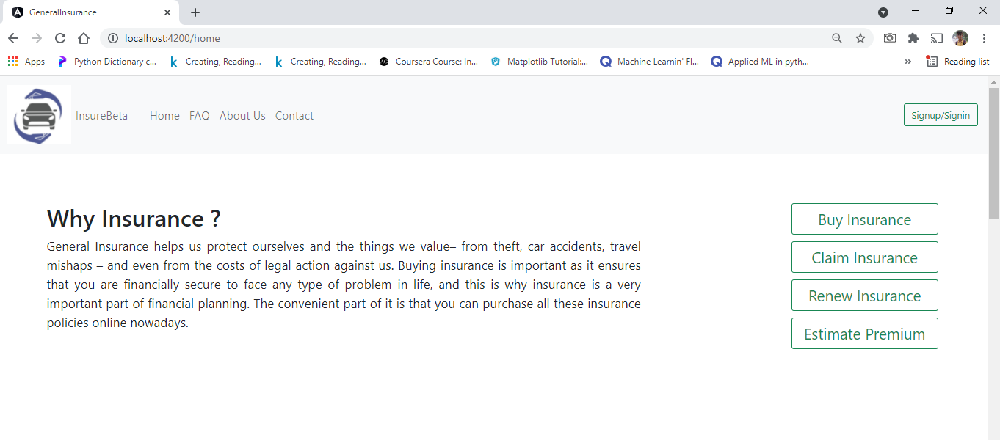 GeneralInsurance
localhost:4200/home
Apps Python Dictionary c... Creating, Reading... Creating, Reading... Coursera Course: In... Matplotlib Tutorial:... Machine Learnin' Fl... Applied ML in pyth... » Reading list
InsureBeta Home FAQ About Us Contact Signup/Signin
Why Insurance ?
General Insurance helps us protect ourselves and the things we value– from theft, car accidents, travel
mishaps – and even from the costs of legal action against us. Buying insurance is important as it ensures
that you are financially secure to face any type of problem in life, and this is why insurance is a very
important part of financial planning. The convenient part of it is that you can purchase all these insurance
policies online nowadays.
Buy Insurance
Claim Insurance
Renew Insurance
Estimate Premium